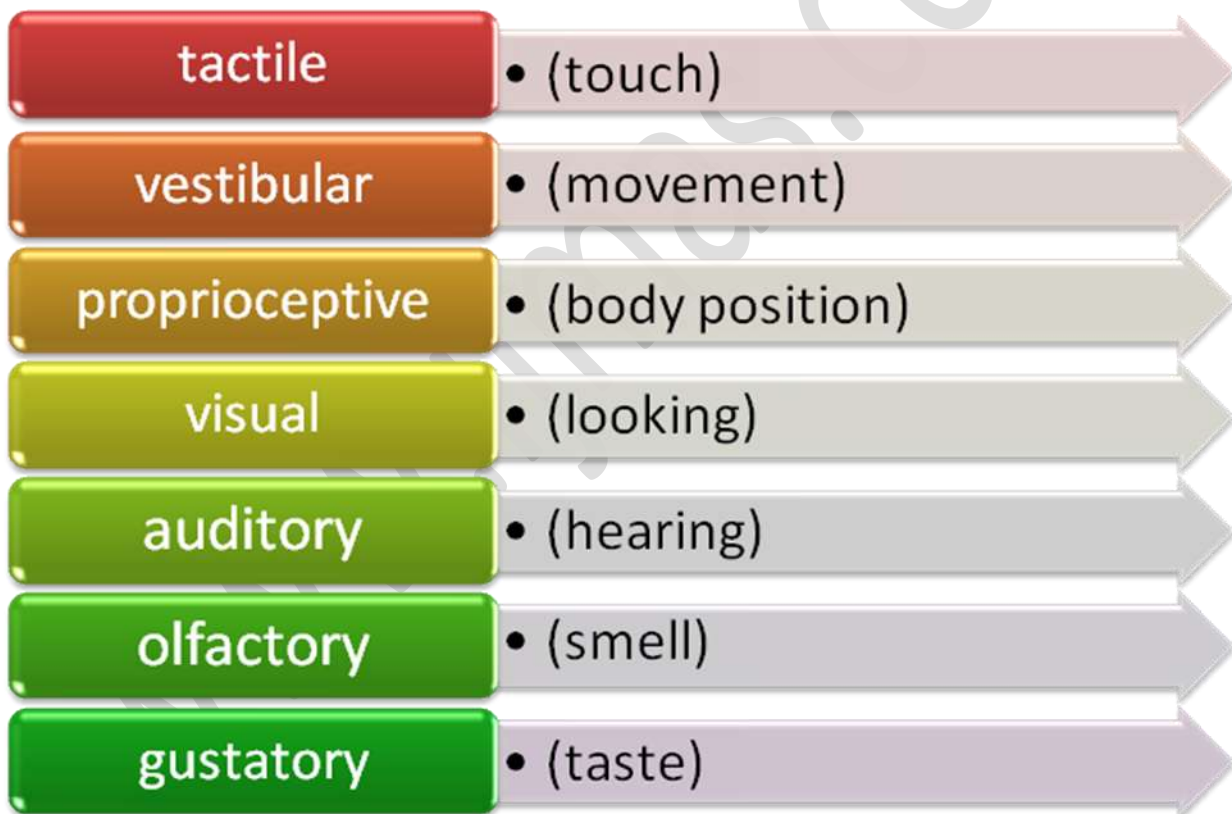 tactile • (touch)
vestibular • (movement)
proprioceptive • (body position)
visual • (looking)
auditory • (hearing)
olfactory • (smell)
gustatory • (taste)